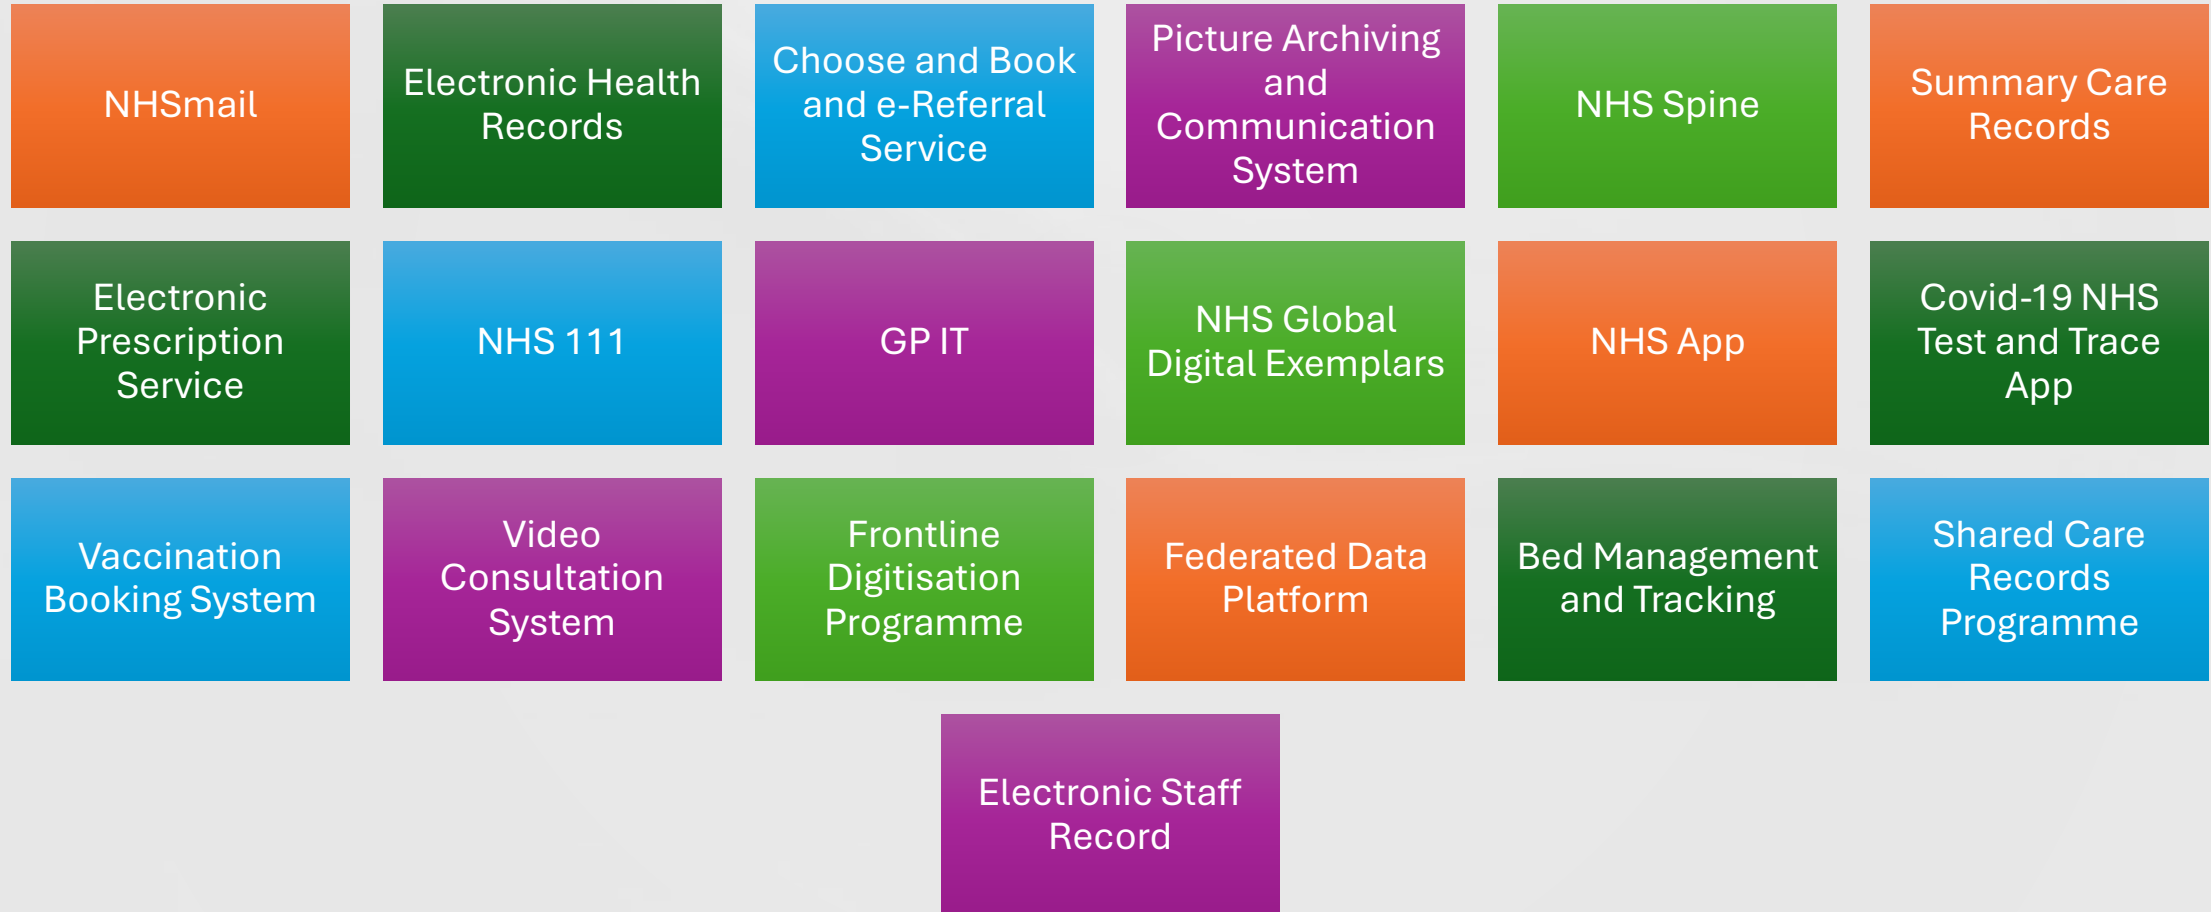 NHSmail
Electronic Health
Records
Choose and Book
and e-Referral
Service
Picture Archiving
and
Communication
System
NHS Spine
Summary Care
Records
Electronic
Prescription
Service
NHS 111
GP IT
NHS Global
Digital Exemplars
NHS App
Covid-19 NHS
Test and Trace
App
Vaccination
Booking System
Video
Consultation
System
Frontline
Digitisation
Programme
Federated Data
Platform
Bed Management
and Tracking
Shared Care
Records
Programme
Electronic Staff
Record